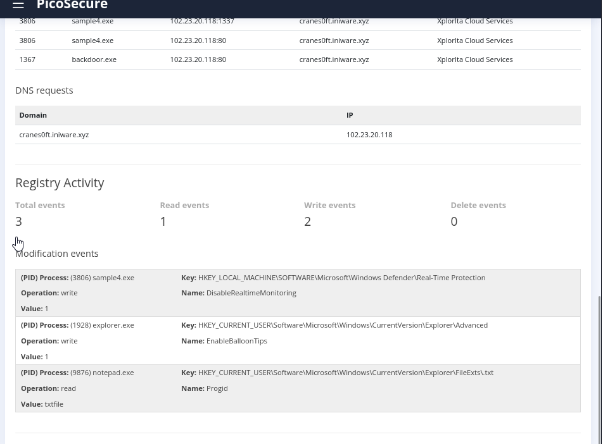 PicoSecure
3806 sample4.exe 102.23.20.118:1337 cranes0ft.iniware.xyz Xplorita Cloud Services
3806 sample4.exe 102.23.20.118:80 cranes0ft.iniware.xyz Xplorita Cloud Services
1367 backdoor.exe 102.23.20.118:80 cranes0ft.iniware.xyz Xplorita Cloud Services
DNS requests
Domain IP
cranes0ft.iniware.xyz 102.23.20.118
Registry Activity
Total events Read events Write events Delete events
3 1 2 0
Modification events
(PID) Process: (3806) sample4.exe Key: HKEY_LOCAL_MACHINE\SOFTWARE\Microsoft\Windows Defender\Real-Time Protection
Operation: write Name: DisableRealtimeMonitoring
Value: 1
(PID) Process: (1928) explorer.exe Key: HKEY_CURRENT_USER\Software\Microsoft\Windows\CurrentVersion\Explorer\Advanced
Operation: write Name: EnableBalloonTips
Value: 1
(PID) Process: (9876) notepad.exe Key: HKEY_CURRENT_USER\Software\Microsoft\Windows\CurrentVersion\Explorer\FileExts\.txt
Operation: read Name: Progid
Value: txtfile